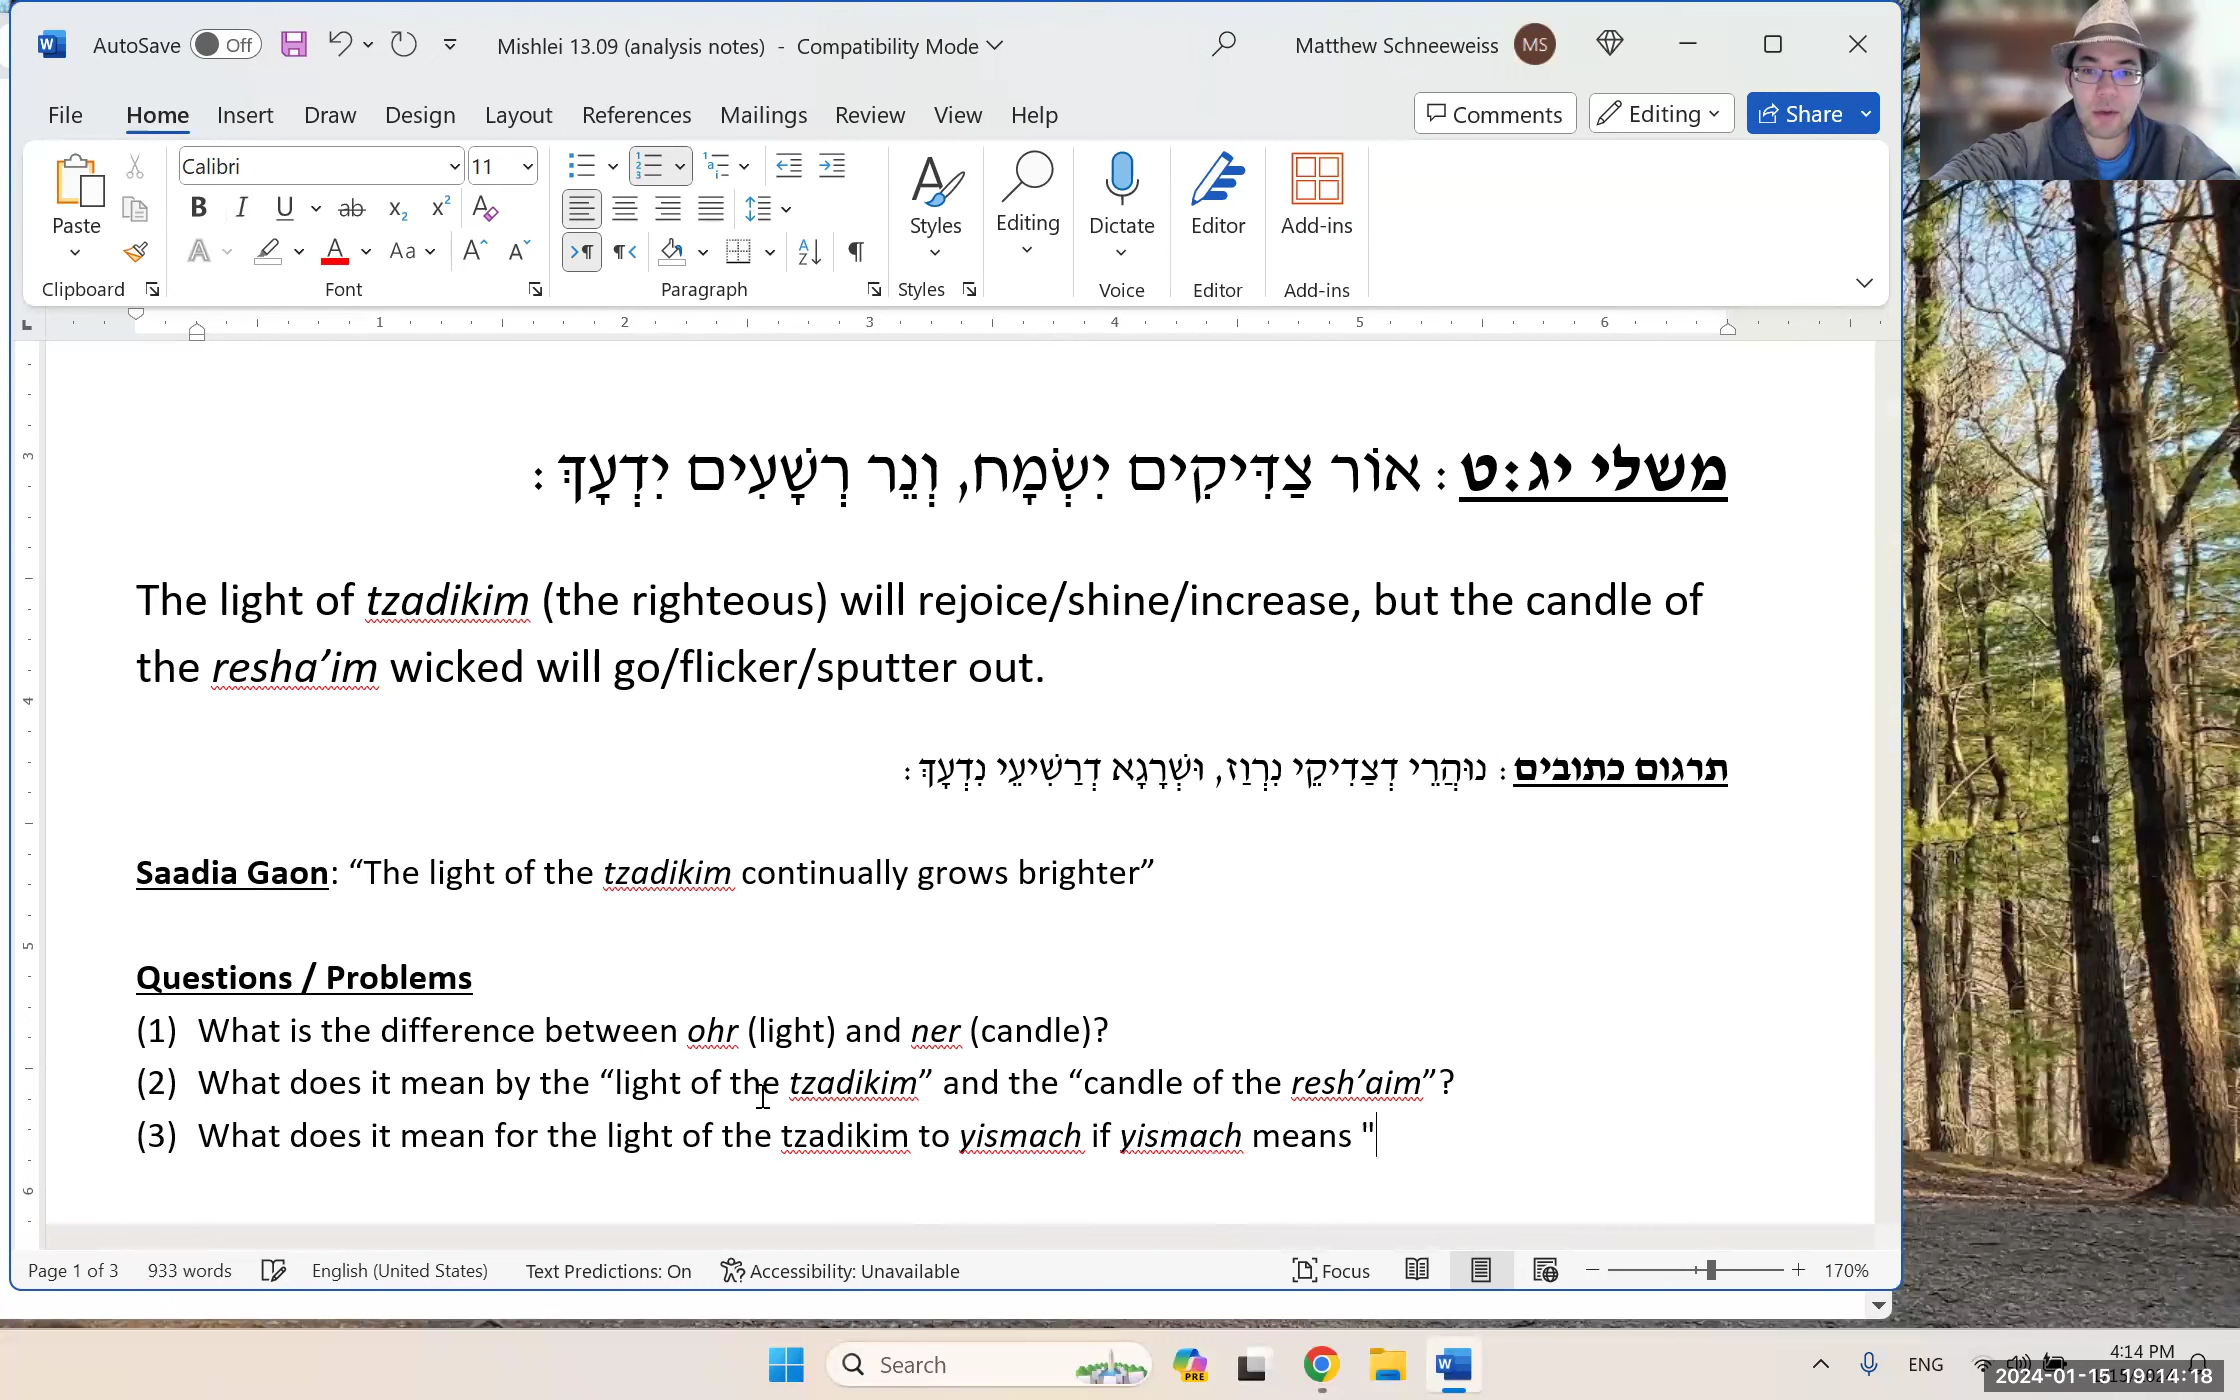 AutoSave Off Mishlei 13.09 (analysis notes) - Compatibility Mode Matthew Schneeweiss MS
File Home Insert Draw Design Layout References Mailings Review View Help Comments Editing Share
Calibri 11
Paste Styles Editing Dictate Editor Add-ins
Clipboard Font Paragraph Styles Voice Editor Add-ins
1 2 3 4 5 6
משלי יג:ט: אוֹר צַדִּיקִים יִשְׂמָח, וְנֵר רְשָׁעִים יִדְעָךְ:
The light of tzadikim (the righteous) will rejoice/shine/increase, but the candle of
the resha’im wicked will go/flicker/sputter out.
תרגום כתובים: נוּהֲרֵי דְצַדִיקֵי נִרְוַז, וּשְׁרָגָא דְרַשִׁיעֵי נִדְעָךְ:
Saadia Gaon: “The light of the tzadikim continually grows brighter”
Questions / Problems
(1) What is the difference between ohr (light) and ner (candle)?
(2) What does it mean by the “light of the tzadikim” and the “candle of the resh’aim”?
(3) What does it mean for the light of the tzadikim to yismach if yismach means "
Page 1 of 3 933 words English (United States) Text Predictions: On Accessibility: Unavailable Focus 170%
Search PRE ENG 4:14 PM
2024-01-15 19:14:18